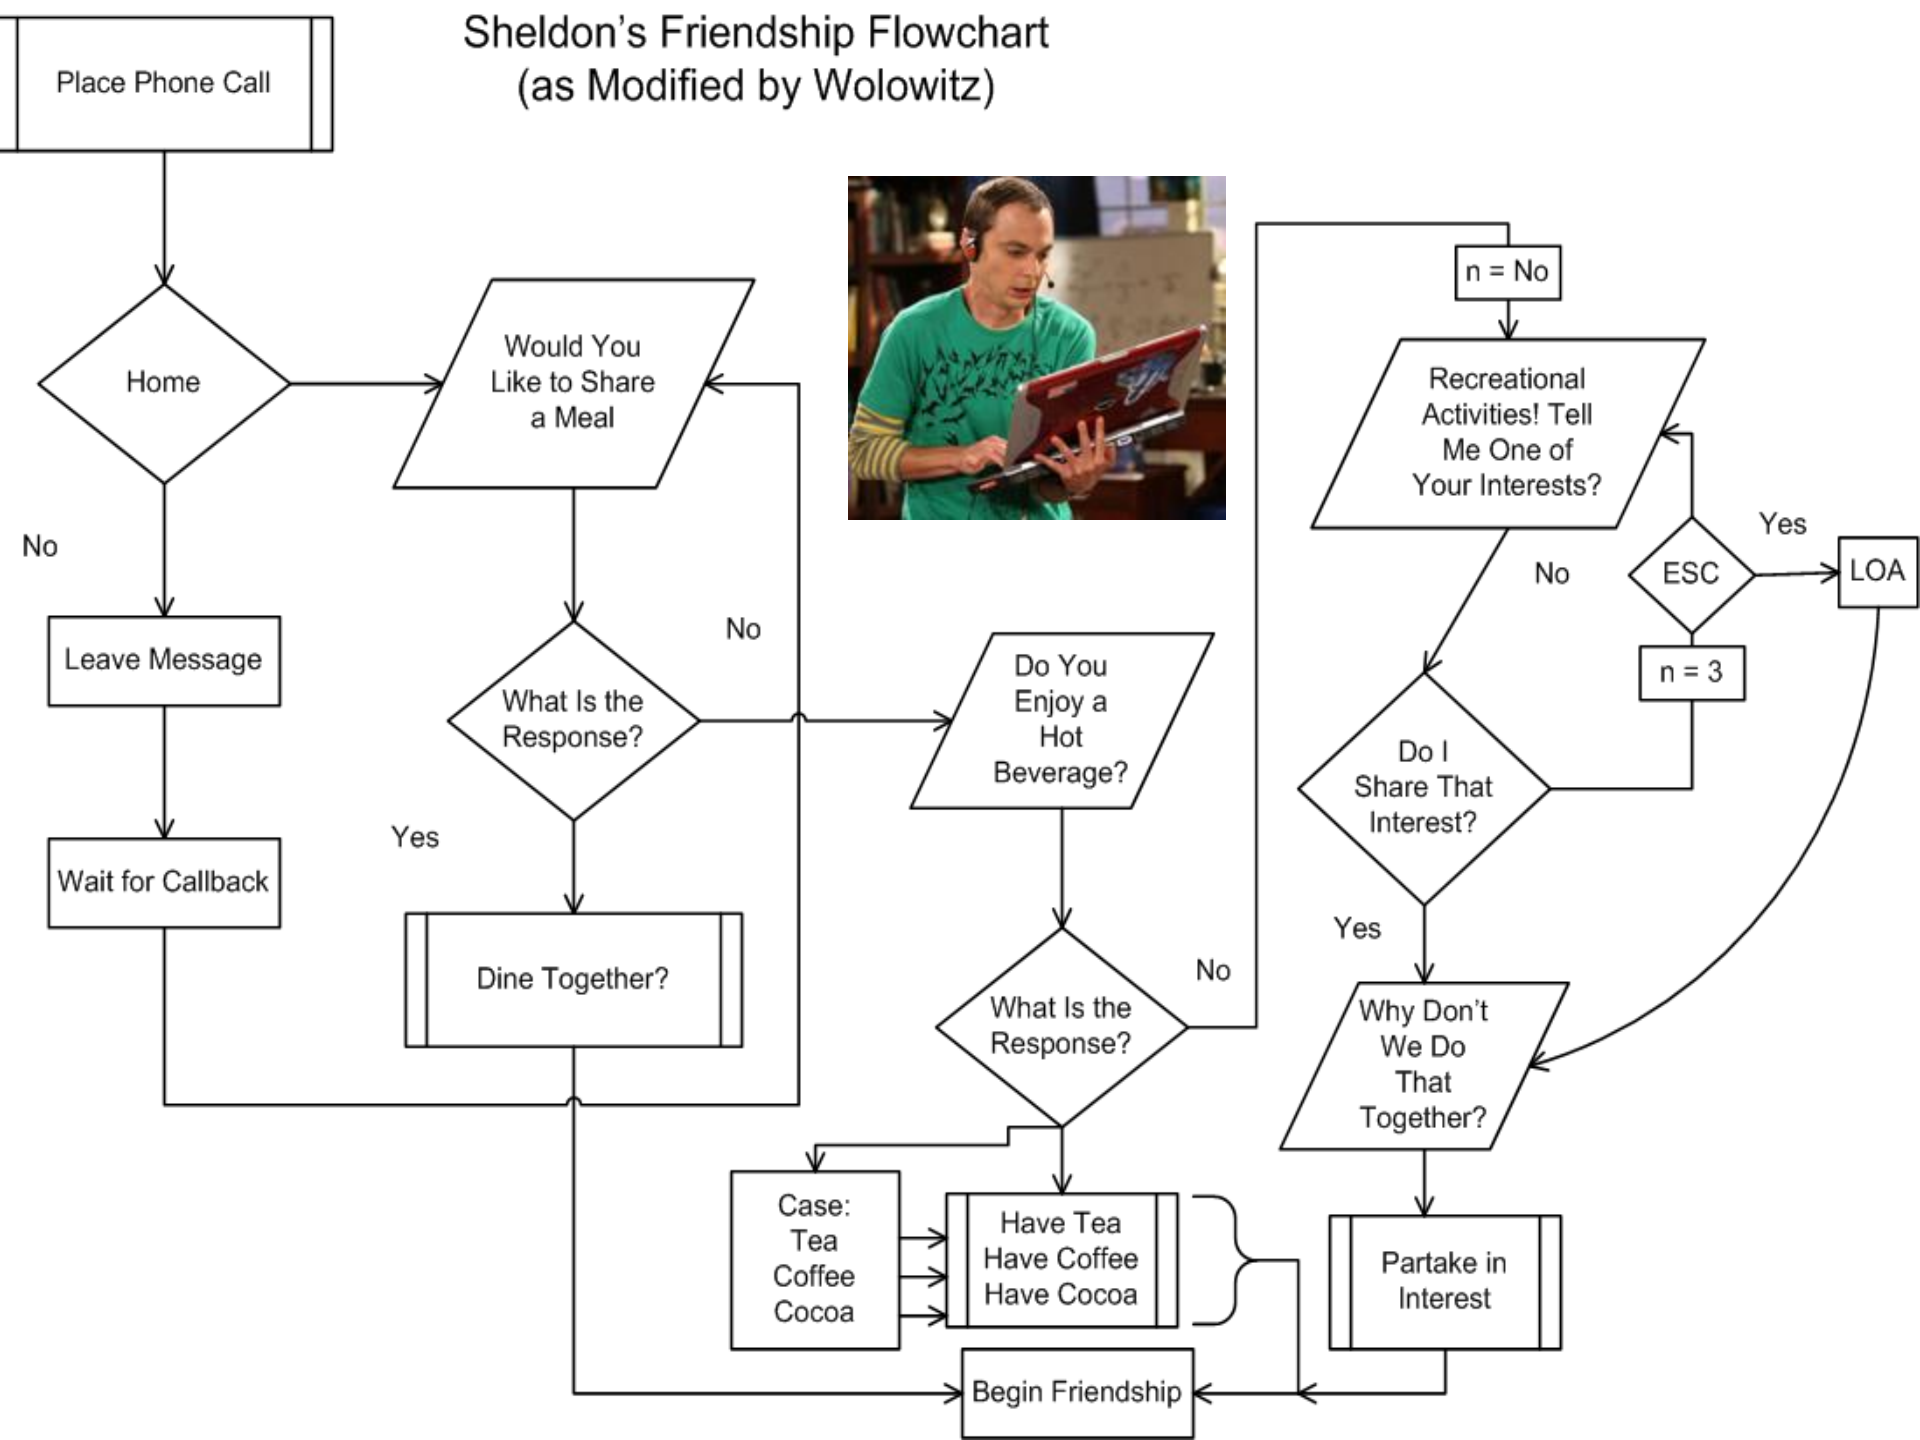 Sheldon's Friendship Flowchart
(as Modified by Wolowitz)
Place Phone Call
Home
No
Leave Message
Wait for Callback
Would You
Like to Share
a Meal
No
What Is the
Response?
Yes
Dine Together?
Do You
Enjoy a
Hot
Beverage?
What Is the
Response?
No
Case:
Tea
Coffee
Cocoa
Have Tea
Have Coffee
Have Cocoa
Begin Friendship
n = No
Recreational
Activities! Tell
Me One of
Your Interests?
No
ESC
Yes
LOA
n = 3
Do I
Share That
Interest?
Yes
Why Don't
We Do
That
Together?
Partake in
Interest